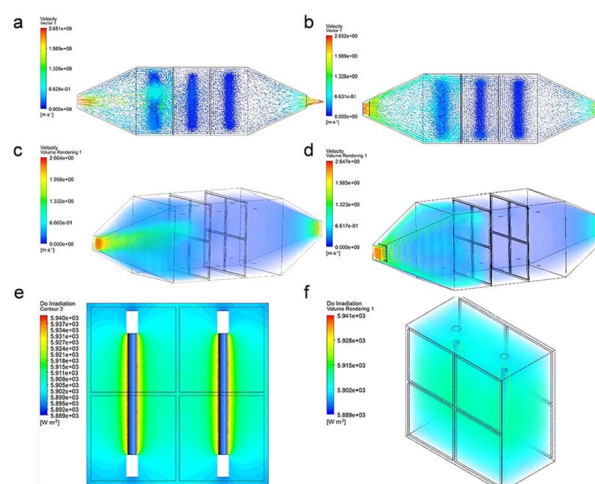 a
Velocity
Vector 1
2.651e+00
1.989e+00
1.326e+00
6.628e-01
0.000e+00
[m s-1]
b
Velocity
Vector 1
2.652e+00
1.989e+00
1.326e+00
6.631e-01
0.000e+00
[m s-1]
c
Velocity
Volume Rendering 1
2.664e+00
1.998e+00
1.332e+00
6.660e-01
0.000e+00
[m s-1]
d
Velocity
Volume Rendering 1
2.647e+00
1.985e+00
1.323e+00
6.617e-01
0.000e+00
[m s-1]
e
Do Irradiation
Contour 2
5.940e+03
5.937e+03
5.934e+03
5.931e+03
5.927e+03
5.924e+03
5.921e+03
5.918e+03
5.915e+03
5.911e+03
5.908e+03
5.905e+03
5.902e+03
5.899e+03
5.895e+03
5.892e+03
5.889e+03
[W m-2]
f
Do Irradiation
Volume Rendering 1
5.941e+03
5.928e+03
5.915e+03
5.902e+03
5.889e+03
[W m-2]